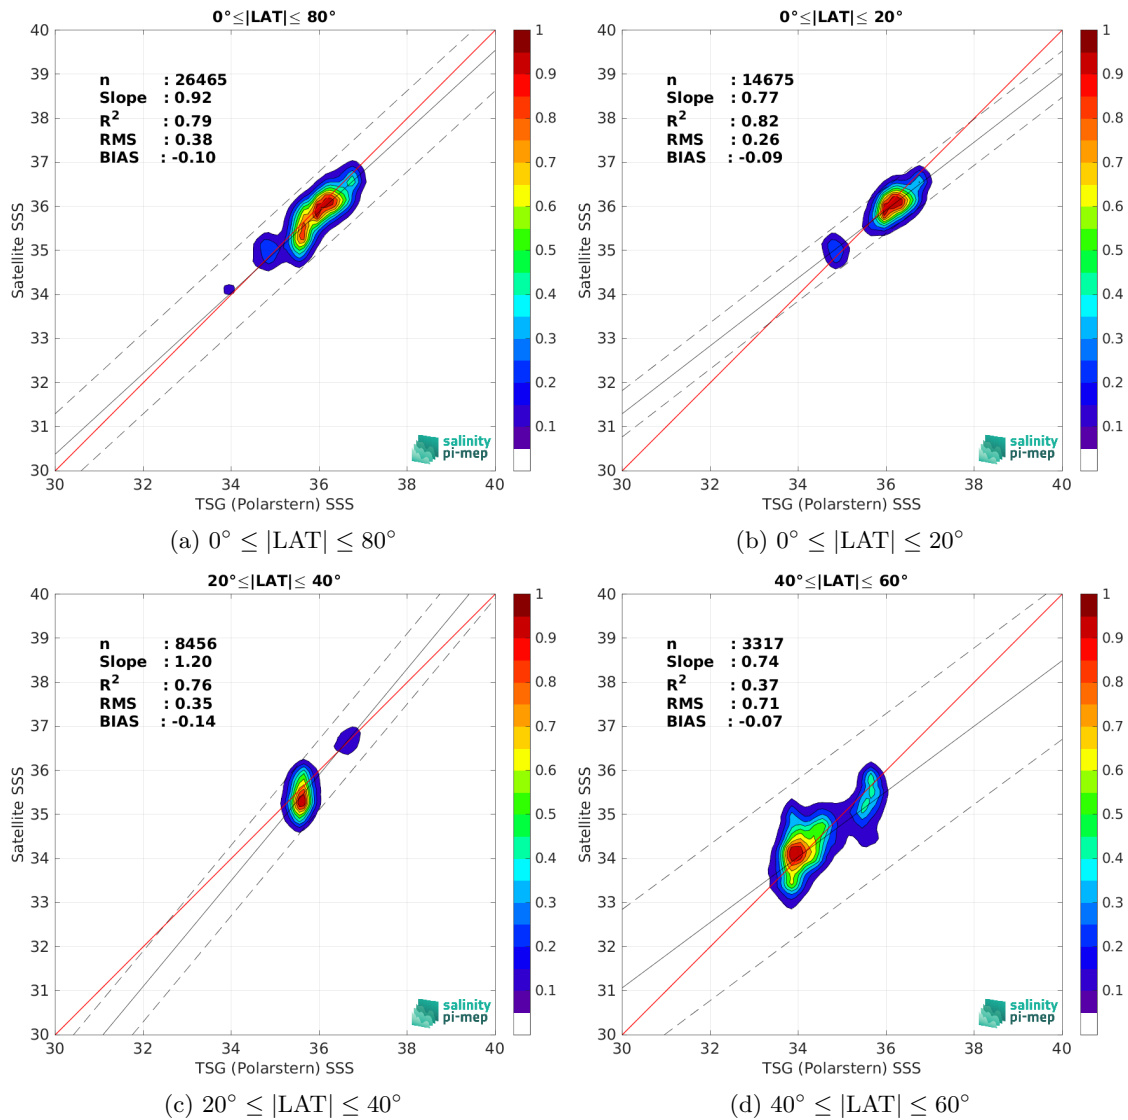 0°≤|LAT|≤ 80°
40
39
38
37
36
35
34
33
32
31
30
Satellite SSS
n : 26465
Slope : 0.92
R² : 0.79
RMS : 0.38
BIAS : -0.10
salinity
pi-mep
30 32 34 36 38 40
TSG (Polarstern) SSS
1
0.9
0.8
0.7
0.6
0.5
0.4
0.3
0.2
0.1
(a) 0° ≤ |LAT| ≤ 80°
0°≤|LAT|≤ 20°
40
39
38
37
36
35
34
33
32
31
30
Satellite SSS
n : 14675
Slope : 0.77
R² : 0.82
RMS : 0.26
BIAS : -0.09
salinity
pi-mep
30 32 34 36 38 40
TSG (Polarstern) SSS
1
0.9
0.8
0.7
0.6
0.5
0.4
0.3
0.2
0.1
(b) 0° ≤ |LAT| ≤ 20°
20°≤|LAT|≤ 40°
40
39
38
37
36
35
34
33
32
31
30
Satellite SSS
n : 8456
Slope : 1.20
R² : 0.76
RMS : 0.35
BIAS : -0.14
salinity
pi-mep
30 32 34 36 38 40
TSG (Polarstern) SSS
1
0.9
0.8
0.7
0.6
0.5
0.4
0.3
0.2
0.1
(c) 20° ≤ |LAT| ≤ 40°
40°≤|LAT|≤ 60°
40
39
38
37
36
35
34
33
32
31
30
Satellite SSS
n : 3317
Slope : 0.74
R² : 0.37
RMS : 0.71
BIAS : -0.07
salinity
pi-mep
30 32 34 36 38 40
TSG (Polarstern) SSS
1
0.9
0.8
0.7
0.6
0.5
0.4
0.3
0.2
0.1
(d) 40° ≤ |LAT| ≤ 60°